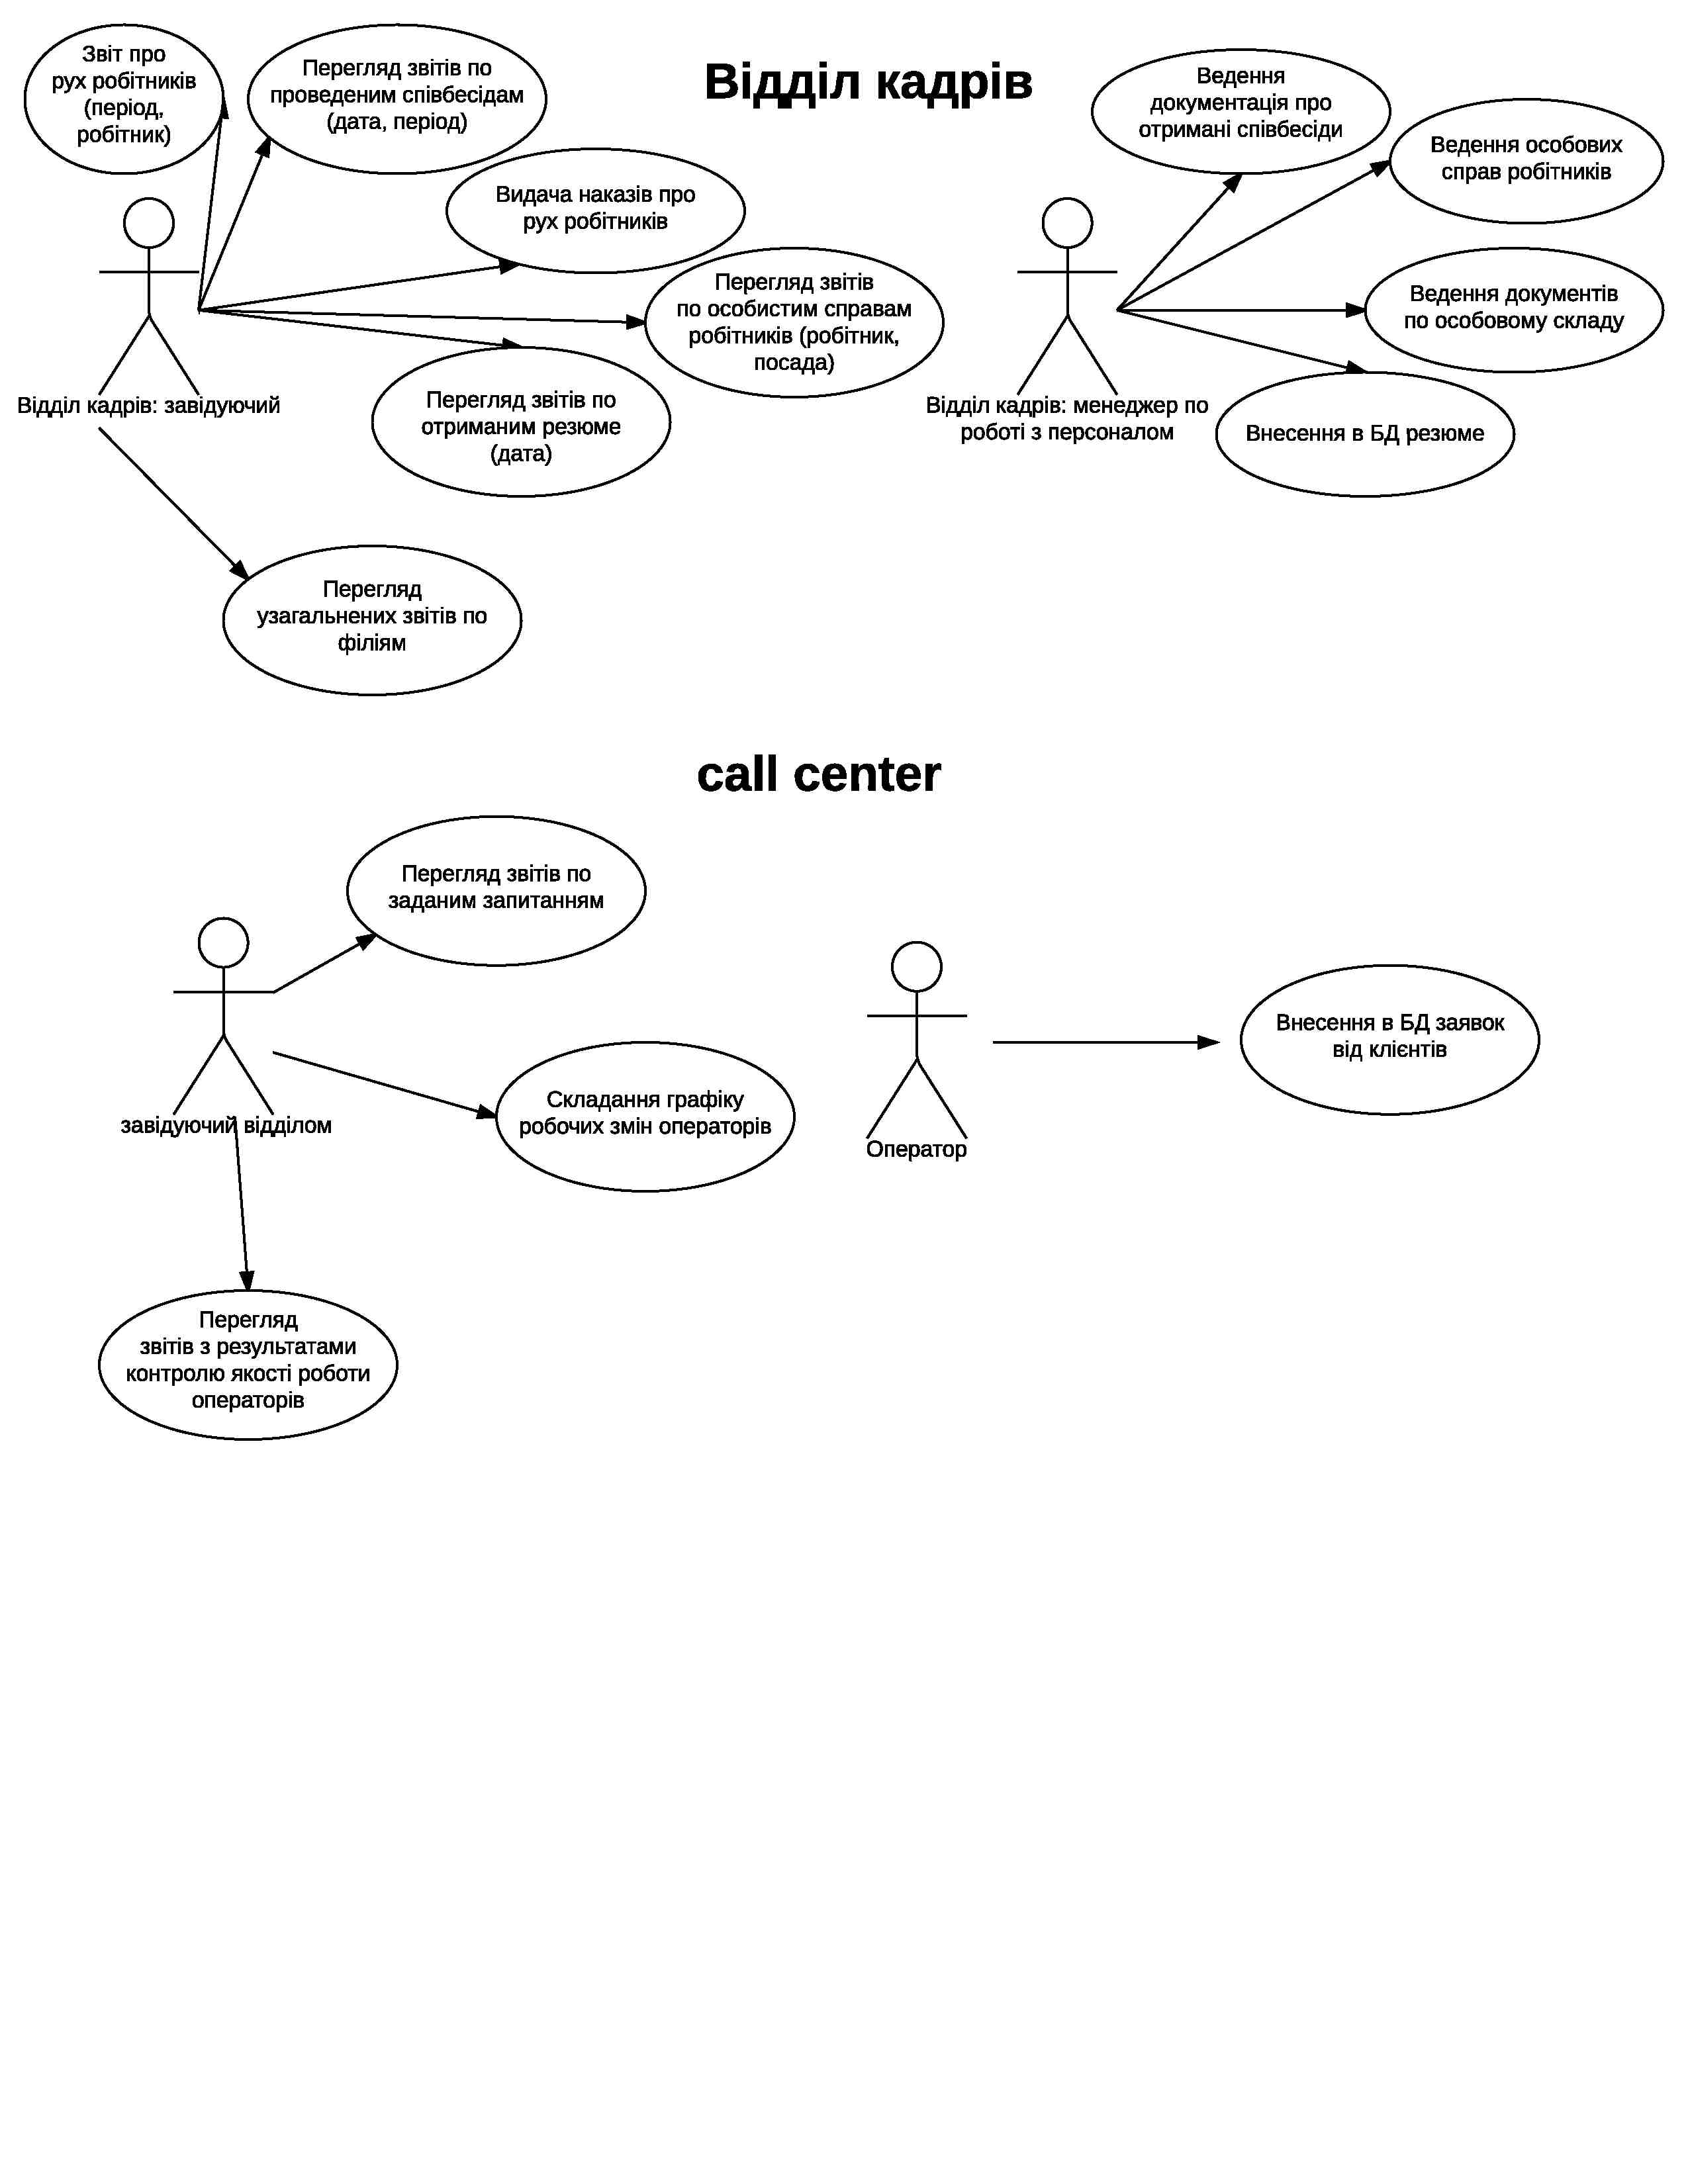 Звіт про
рух робітників
(період,
робітник)
Перегляд звітів по
проведеним співбесідам
(дата, період)
Відділ кадрів
Ведення
документація про
отримані співбесіди
Ведення особових
справ робітників
Видача наказів про
рух робітників
Перегляд звітів
по особистим справам
робітників (робітник,
посада)
Ведення документів
по особовому складу
Відділ кадрів: завідуючий
Перегляд звітів по
отриманим резюме
(дата)
Відділ кадрів: менеджер по
роботі з персоналом
Внесення в БД резюме
Перегляд
узагальнених звітів по
філіям
call center
Перегляд звітів по
заданим запитанням
Внесення в БД заявок
від клієнтів
Складання графіку
робочих змін операторів
завідуючий відділом
Оператор
Перегляд
звітів з результатами
контролю якості роботи
операторів